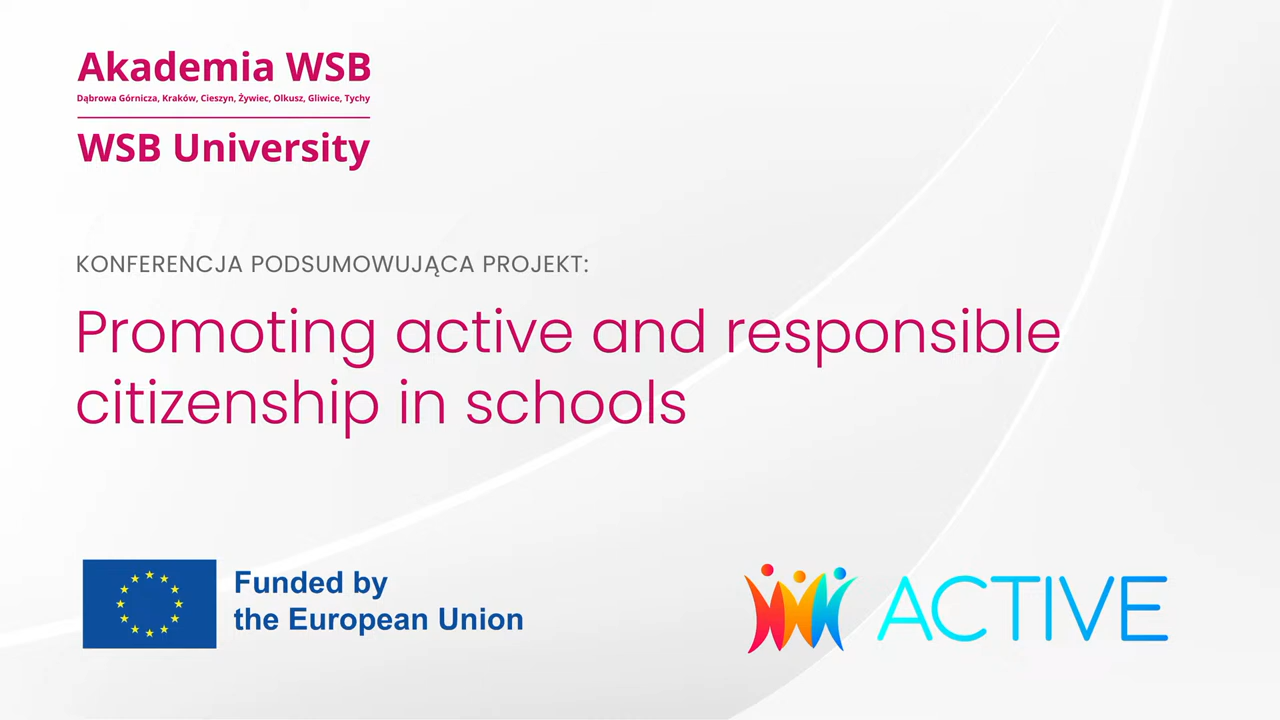 Akademia WSB
Dąbrowa Górnicza, Kraków, Cieszyn, Żywiec, Olkusz, Gliwice, Tychy
WSB University
KONFERENCJA PODSUMOWUJĄCA PROJEKT:
Promoting active and responsible
citizenship in schools
Funded by
the European Union
ACTIVE